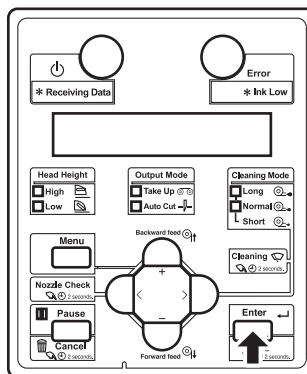 Error
* Receiving Data
* Ink Low
Head Height
High
Low
Output Mode
Take Up
Auto Cut
Cleaning Mode
Long
Normal
Short
Menu
Backward feed
+
Cleaning
2 seconds.
Nozzle Check
2 seconds.
< >
Pause
Enter
−
Cancel
2 seconds.
Forward feed